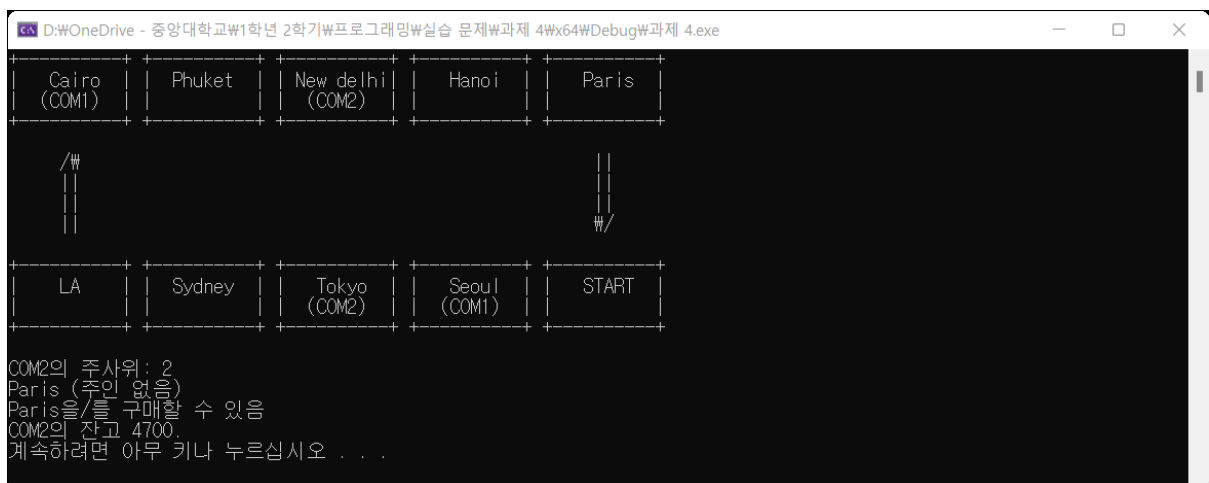 D:₩OneDrive - 중앙대학교₩1학년 2학기₩프로그래밍₩실습 문제₩과제 4₩x64₩Debug₩과제 4.exe
+----------+ +----------+ +----------+ +----------+ +----------+
|   Cairo  | |  Phuket  | | New delhi| |   Hanoi  | |   Paris  |
|  (COM1)  | |          | |  (COM2)  | |          | |          |
+----------+ +----------+ +----------+ +----------+ +----------+
/₩ ||
|| ||
|| ||
|| ₩/
+----------+ +----------+ +----------+ +----------+ +----------+
|    LA    | |  Sydney  | |   Tokyo  | |   Seoul  | |   START  |
|          | |          | |  (COM2)  | |  (COM1)  | |          |
+----------+ +----------+ +----------+ +----------+ +----------+
COM2의 주사위: 2
Paris (주인 없음)
Paris을/를 구매할 수 있음
COM2의 잔고 4700.
계속하려면 아무 키나 누르십시오 . . .